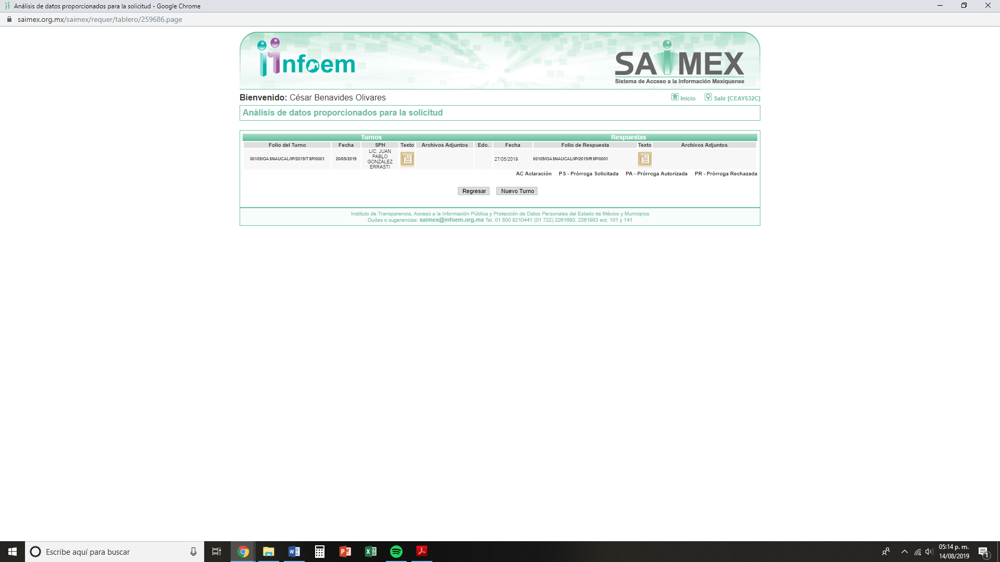 Análisis de datos proporcionados para la solicitud - Google Chrome
saimex.org.mx/saimex/requer/tablero/259686.page
infoem
SAIMEX
Sistema de Acceso a la Información Mexiquense
Bienvenido: César Benavides Olivares
Inicio
Salir [CEAY532C]
Análisis de datos proporcionados para la solicitud
Turnos
Respuestas
Folio del Turno
Fecha
SPH
Texto
Archivos Adjuntos
Edo.
Fecha
Folio de Respuesta
Texto
Archivos Adjuntos
00109/OASNAUCAL/IP/2019/TSP/0001
20/05/2019
LIC. JUAN
PABLO
GONZÁLEZ
ERRASTI
27/05/2019
00109/OASNAUCAL/IP/2019/RSP/0001
AC Aclaración
PS - Prórroga Solicitada
PA - Prórroga Autorizada
PR - Prórroga Rechazada
Regresar
Nuevo Turno
Instituto de Transparencia, Acceso a la Información Pública y Protección de Datos Personales del Estado de México y Municipios
Dudas o sugerencias: saimex@infoem.org.mx Tel. 01 800 8210441 (01 722) 2261680, 2261983 ext. 101 y 141
Escribe aquí para buscar
05:14 p. m.
14/08/2019
1